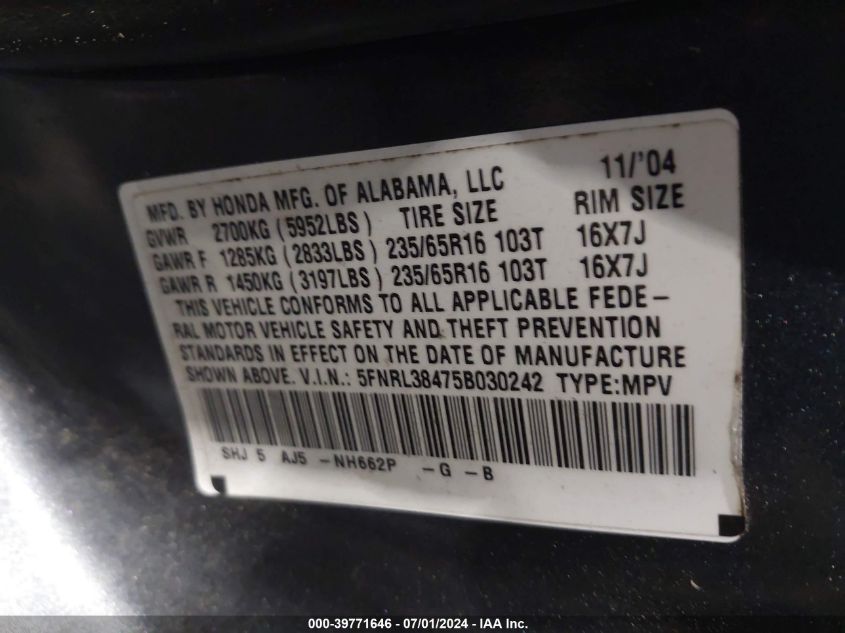 MFD. BY HONDA MFG. OF ALABAMA, LLC 11/'04
GVWR 2700KG (5952LBS) TIRE SIZE RIM SIZE
GAWR F 1285KG (2833LBS) 235/65R16 103T 16X7J
GAWR R 1450KG (3197LBS) 235/65R16 103T 16X7J
THIS VEHICLE CONFORMS TO ALL APPLICABLE FEDE-
RAL MOTOR VEHICLE SAFETY AND THEFT PREVENTION
STANDARDS IN EFFECT ON THE DATE OF MANUFACTURE
SHOWN ABOVE. V.I.N.: 5FNRL38475B030242 TYPE:MPV
SHJ 5 AJ5 -NH662P -G -B
000-39771646 - 07/01/2024 - IAA Inc.